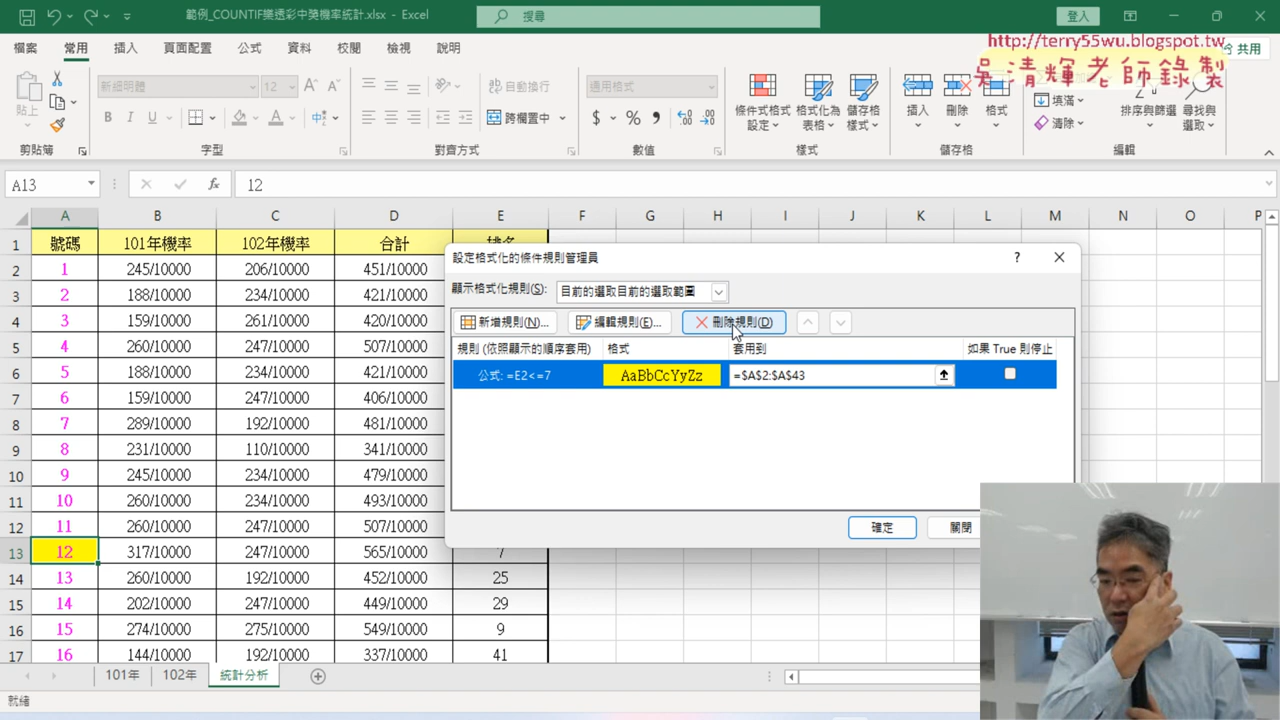 範例_COUNTIF樂透彩中獎機率統計.xlsx - Excel
搜尋
登入
http://terry55wu.blogspot.tw
吳清輝老師錄製
檔案 常用 插入 頁面配置 公式 資料 校閱 檢視 說明
共用
貼上
新細明體 12
自動換行
通用格式
B I U
跨欄置中
$ %
條件式格式設定
格式化為表格
儲存格樣式
插入 刪除 格式
填滿
清除
排序與篩選
尋找與選取
剪貼簿 字型 對齊方式 數值 樣式 儲存格 編輯
A13 fx 12
A B C D E F G H I J K L M N O P
1 號碼 101年機率 102年機率 合計 排名
2 1 245/10000 206/10000 451/10000
3 2 188/10000 234/10000 421/10000
4 3 159/10000 261/10000 420/10000
5 4 260/10000 247/10000 507/10000
6 5 188/10000 234/10000 421/10000
7 6 159/10000 247/10000 406/10000
8 7 289/10000 192/10000 481/10000
9 8 231/10000 110/10000 341/10000
10 9 245/10000 234/10000 479/10000
11 10 260/10000 234/10000 493/10000
12 11 260/10000 247/10000 507/10000
13 12 317/10000 247/10000 565/10000 7
14 13 260/10000 192/10000 452/10000 25
15 14 202/10000 247/10000 449/10000 29
16 15 274/10000 275/10000 549/10000 9
17 16 144/10000 192/10000 337/10000 41
設定格式化的條件規則管理員
顯示格式化規則(S): 目前的選取目前的選取範圍
新增規則(N)... 編輯規則(E)... 刪除規則(D)
規則 (依照顯示的順序套用) 格式 套用到 如果 True 則停止
公式: =E2<=7 AaBbCcYyZz =$A$2:$A$43
確定 關閉
101年 102年 統計分析
就緒